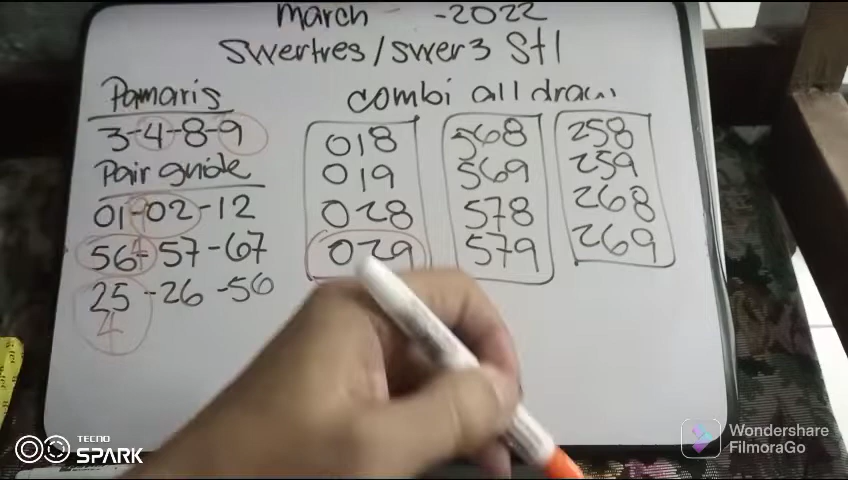 March - -2022
Swertres/swer3 Stl
Pamaris
3-4-8-9
Pair guide
01-02-12
56-57-67
25-26-56
4
combi all draw
018
019
028
029
568
569
578
579
258
259
268
269
TECNO
SPARK
Wondershare
FilmoraGo